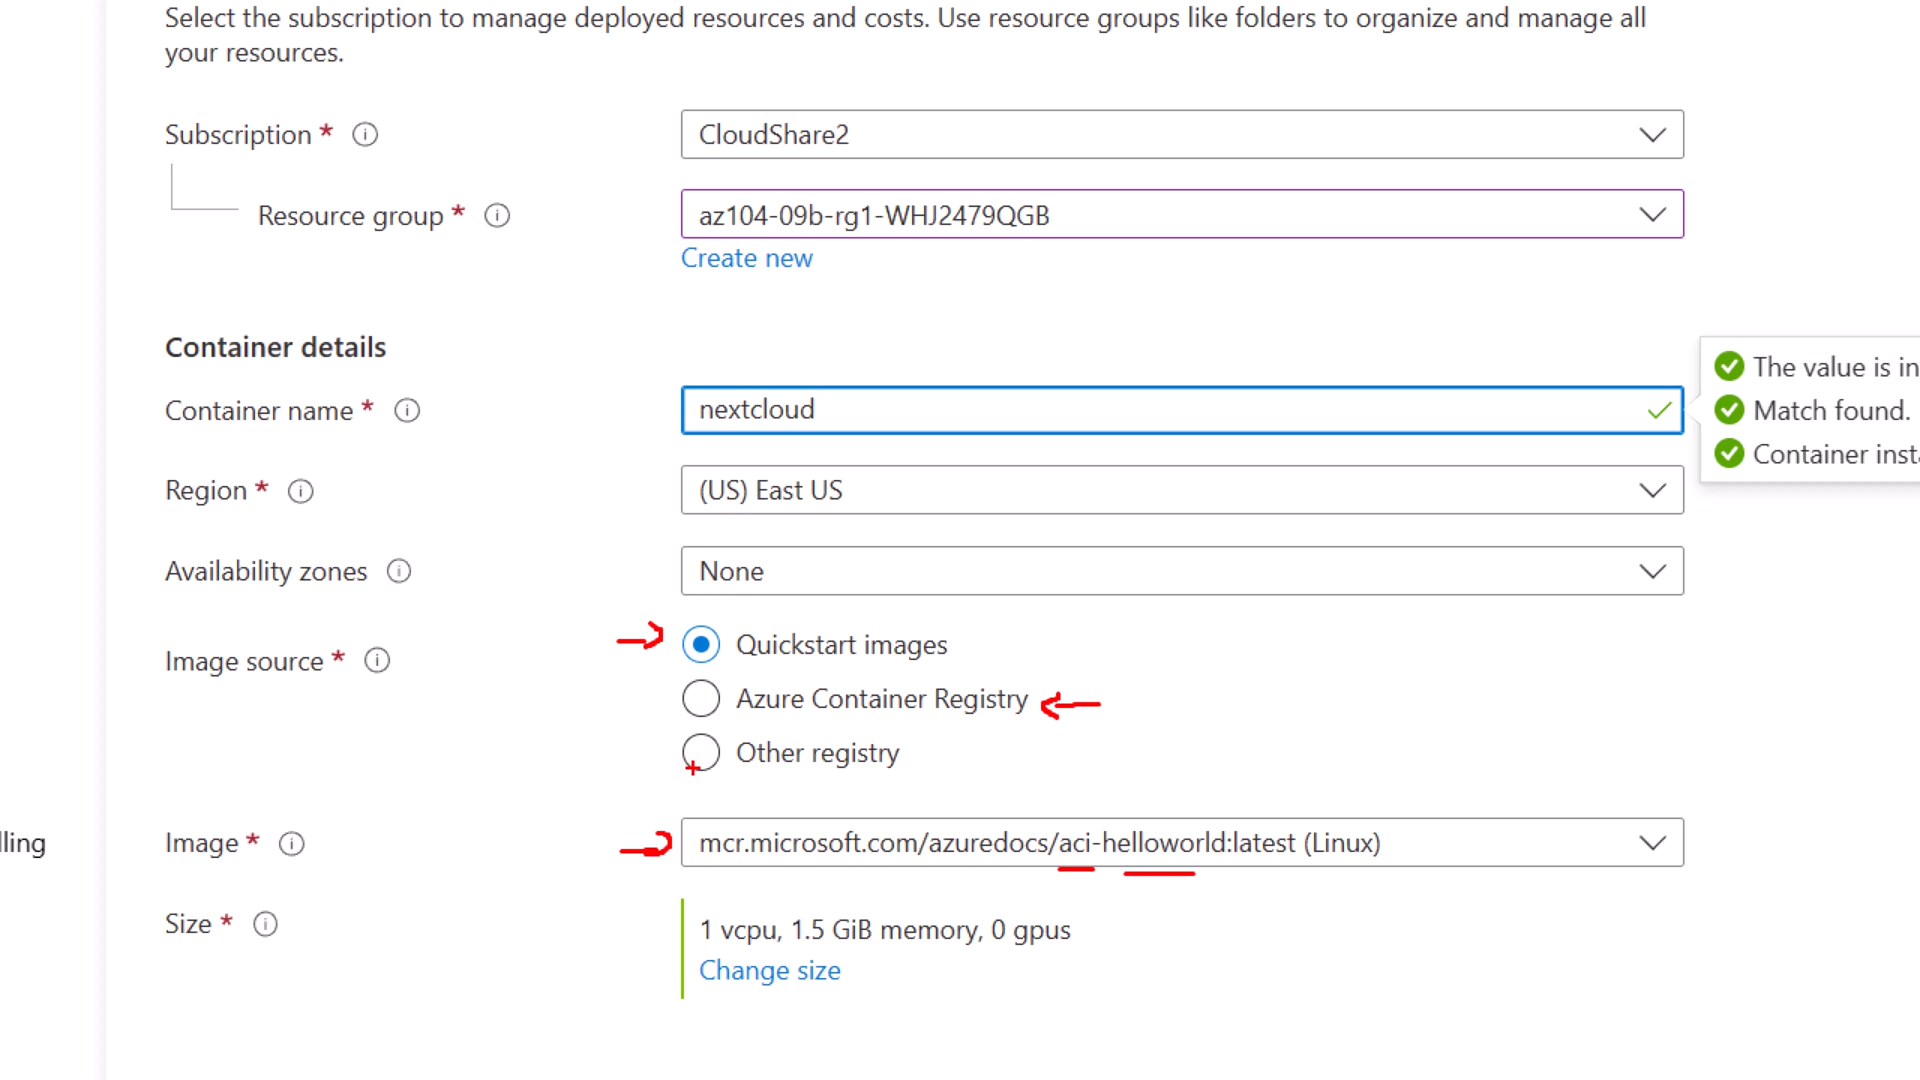 Select the subscription to manage deployed resources and costs. Use resource groups like folders to organize and manage all
your resources.
Subscription *
CloudShare2
Resource group *
az104-09b-rg1-WHJ2479QGB
Create new
Container details
Container name *
nextcloud
The value is in
Match found.
Container insta
Region *
(US) East US
Availability zones
None
Image source *
Quickstart images
Azure Container Registry
Other registry
lling
Image *
mcr.microsoft.com/azuredocs/aci-helloworld:latest (Linux)
Size *
1 vcpu, 1.5 GiB memory, 0 gpus
Change size